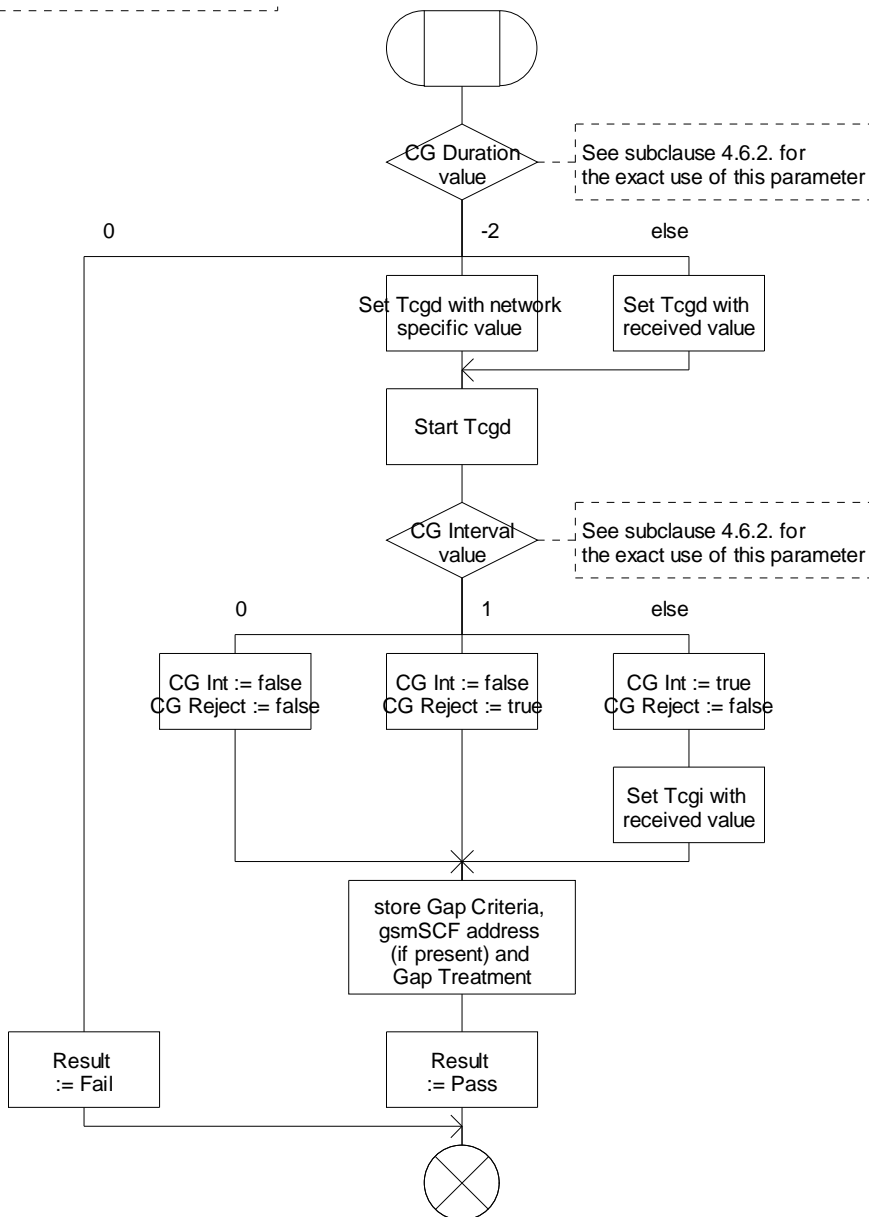 CG Duration
value
See subclause 4.6.2. for
the exact use of this parameter
0
-2
else
Set Tcgd with network
specific value
Set Tcgd with
received value
Start Tcgd
CG Interval
value
See subclause 4.6.2. for
the exact use of this parameter
0
1
else
CG Int := false
CG Reject := false
CG Int := false
CG Reject := true
CG Int := true
CG Reject := false
Set Tcgi with
received value
store Gap Criteria,
gsmSCF address
(if present) and
Gap Treatment
Result
:= Fail
Result
:= Pass